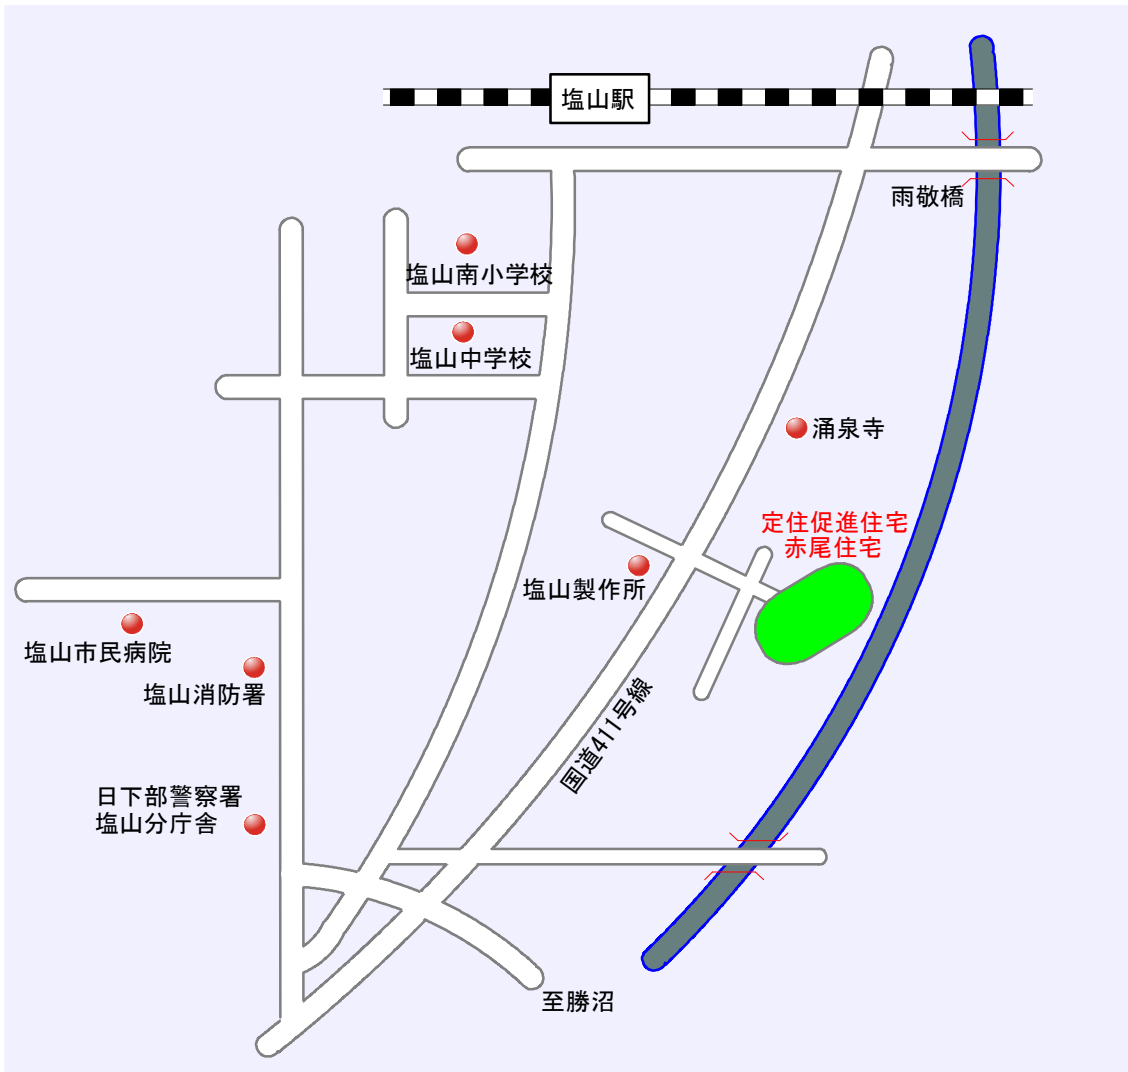 塩山駅
雨敬橋
塩山南小学校
塩山中学校
涌泉寺
定住促進住宅
赤尾住宅
塩山製作所
塩山市民病院
塩山消防署
国道411号線
日下部警察署
塩山分庁舎
至勝沼